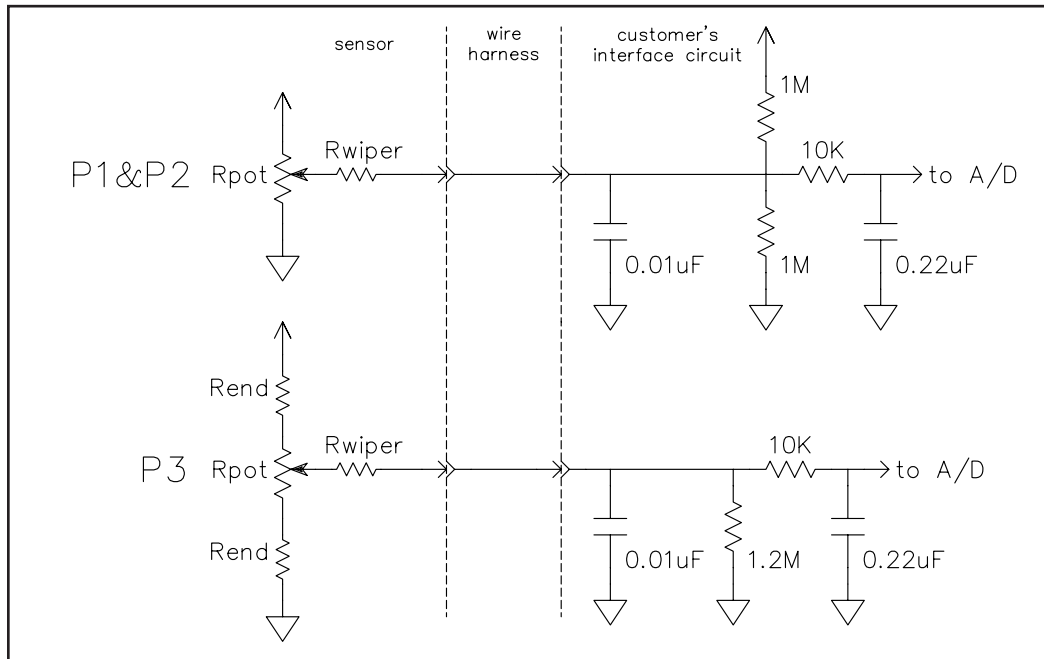 sensor
wire
harness
customer's
interface circuit
1M
P1&P2
Rpot
Rwiper
10K
to A/D
0.01uF
1M
0.22uF
Rend
P3
Rpot
Rwiper
10K
to A/D
Rend
0.01uF
1.2M
0.22uF